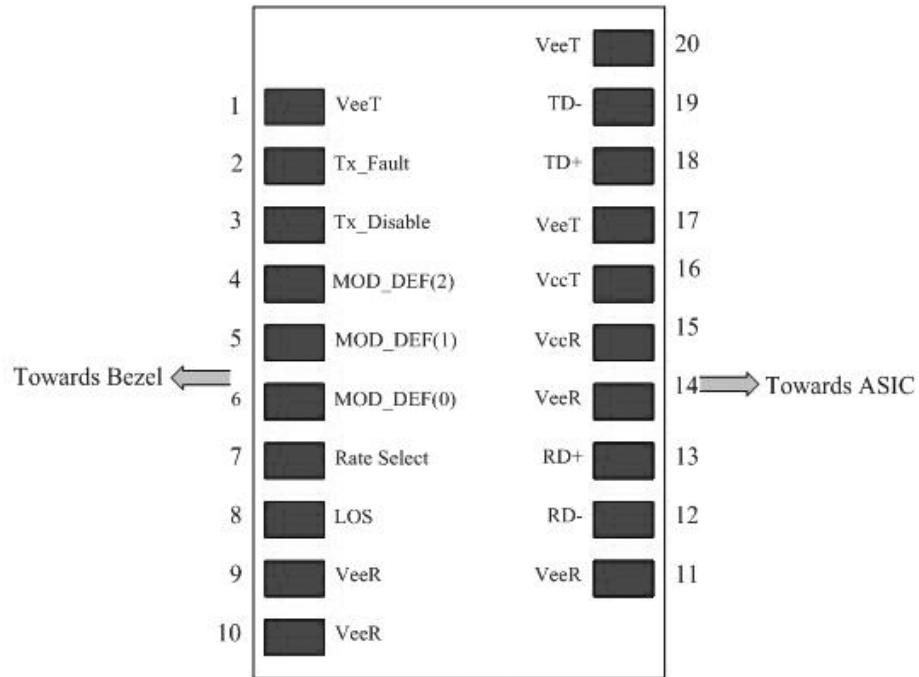 VeeT 20
1 VeeT TD- 19
2 Tx_Fault TD+ 18
3 Tx_Disable VeeT 17
4 MOD_DEF(2) VccT 16
5 MOD_DEF(1) VccR 15
Towards Bezel 6 MOD_DEF(0) VeeR 14 Towards ASIC
7 Rate Select RD+ 13
8 LOS RD- 12
9 VeeR VeeR 11
10 VeeR